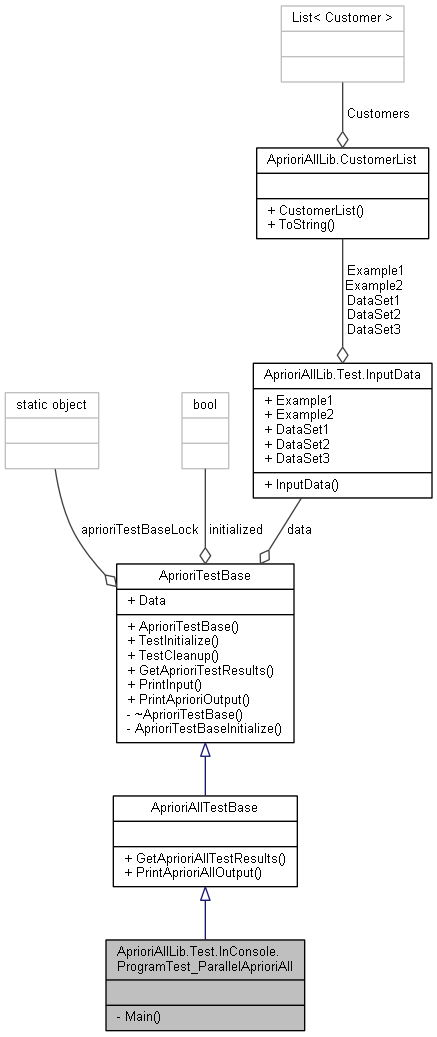 List< Customer >
Customers
AprioriAllLib.CustomerList
+ CustomerList()
+ ToString()
Example1
Example2
DataSet1
DataSet2
DataSet3
AprioriAllLib.Test.InputData
+ Example1
+ Example2
+ DataSet1
+ DataSet2
+ DataSet3
+ InputData()
static object
bool
aprioriTestBaseLock
initialized
data
AprioriTestBase
+ Data
+ AprioriTestBase()
+ TestInitialize()
+ TestCleanup()
+ GetAprioriTestResults()
+ PrintInput()
+ PrintAprioriOutput()
- ~AprioriTestBase()
- AprioriTestBaseInitialize()
AprioriAllTestBase
+ GetAprioriAllTestResults()
+ PrintAprioriAllOutput()
AprioriAllLib.Test.InConsole.
ProgramTest_ParallelAprioriAll
- Main()